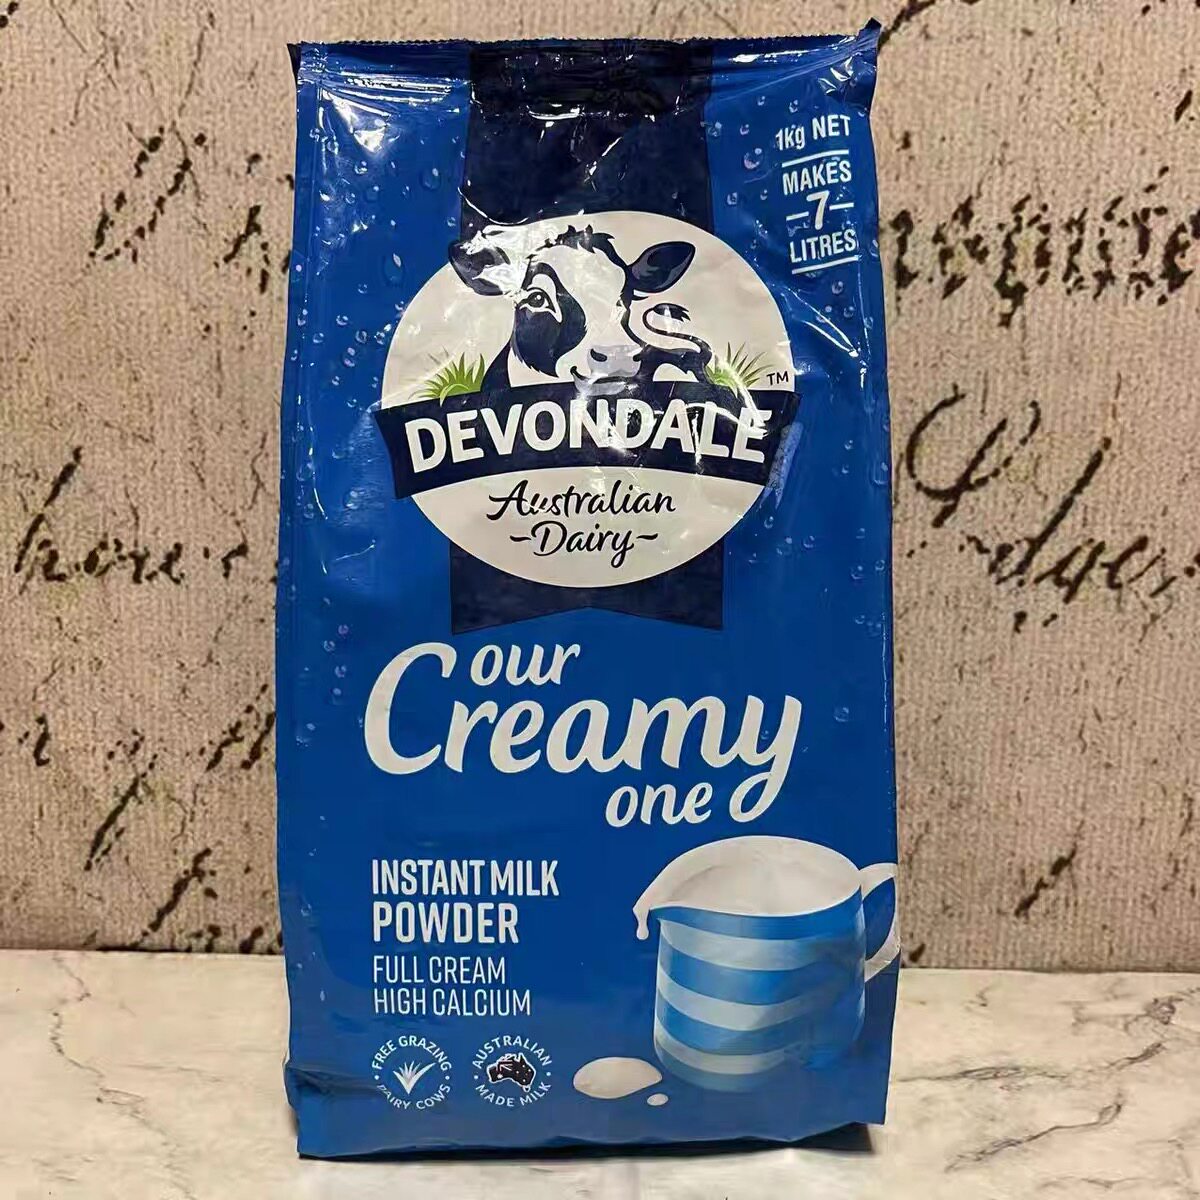 1kg NET
MAKES
7
LITRES
DEVONDALE
TM
Australian
-Dairy-
our
Creamy
one
INSTANT MILK
POWDER
FULL CREAM
HIGH CALCIUM
• FREE GRAZING •
DAIRY COWS
• AUSTRALIAN •
MADE MILK